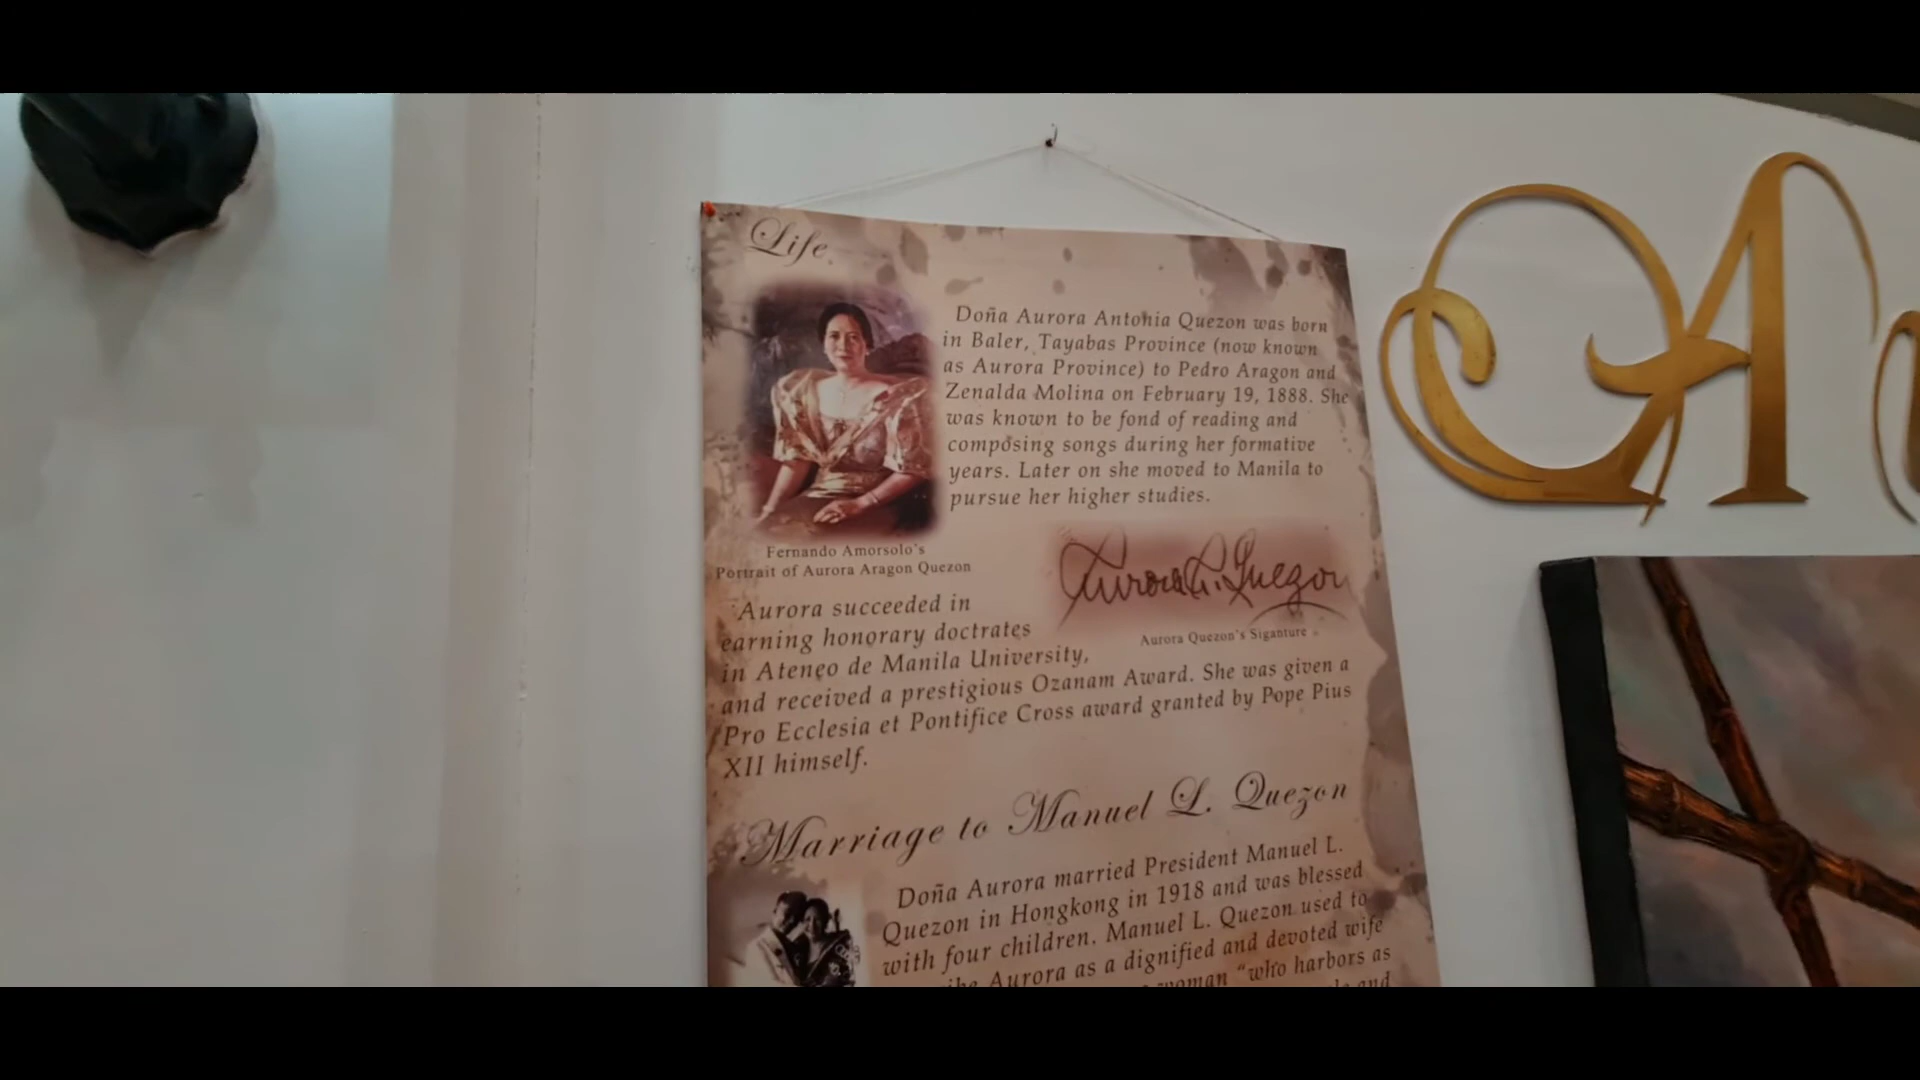 Life
Doña Aurora Antonia Quezon was born
in Baler, Tayabas Province (now known
as Aurora Province) to Pedro Aragon and
Zenalda Molina on February 19, 1888. She
was known to be fond of reading and
composing songs during her formative
years. Later on she moved to Manila to
pursue her higher studies.
Fernando Amorsolo's
Portrait of Aurora Aragon Quezon
Aurora A. Quezon
Aurora Quezon's Siganture
Aurora succeeded in
earning honorary doctrates
in Ateneo de Manila University,
and received a prestigious Ozanam Award. She was given a
Pro Ecclesia et Pontifice Cross award granted by Pope Pius
XII himself.
Marriage to Manuel L. Quezon
Doña Aurora married President Manuel L.
Quezon in Hongkong in 1918 and was blessed
with four children. Manuel L. Quezon used to
Aurora as a dignified and devoted wife
woman “who harbors as
and
A